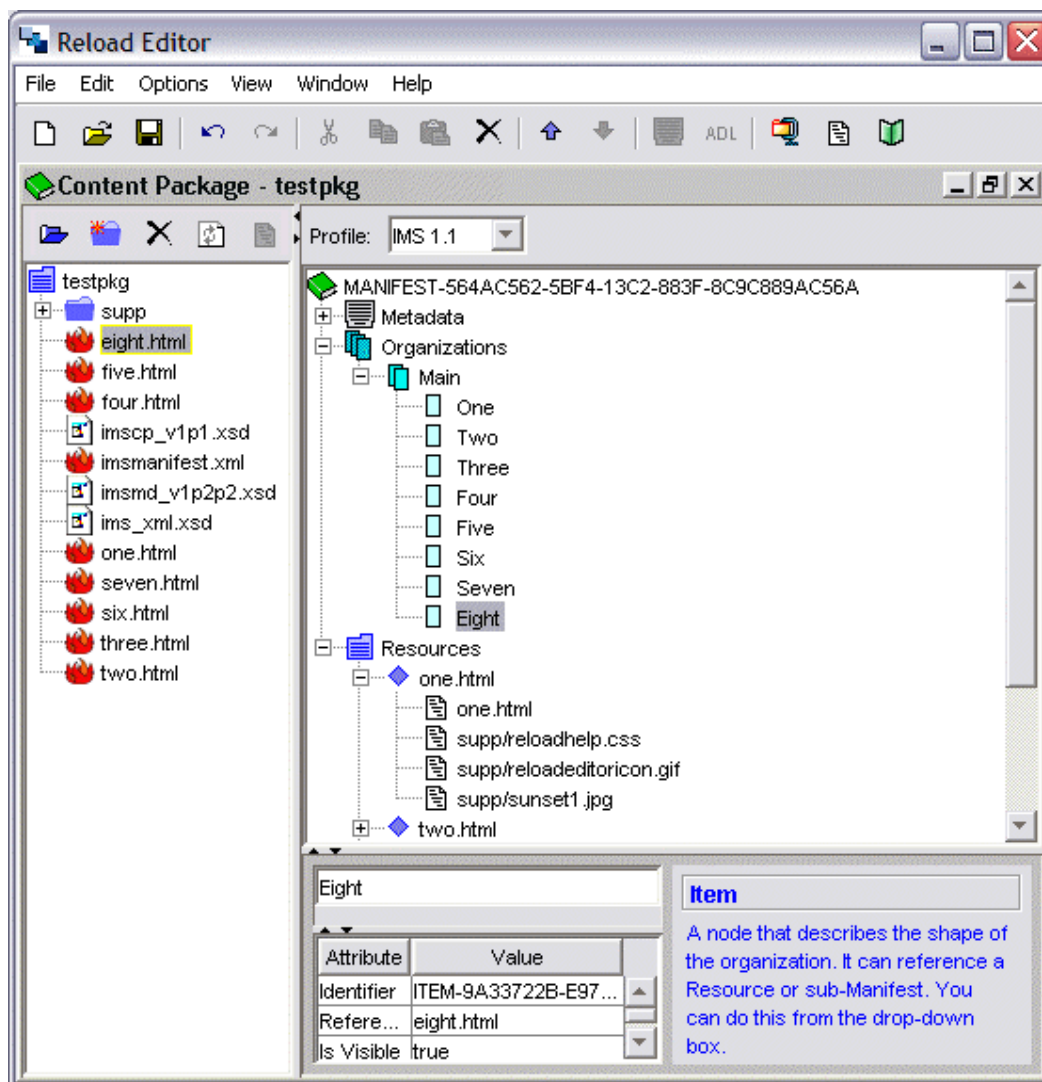 Reload Editor
File Edit Options View Window Help
ADL
Content Package - testpkg
Profile: IMS 1.1
testpkg
supp
eight.html
five.html
four.html
imscp_v1p1.xsd
imsmanifest.xml
imsmd_v1p2p2.xsd
ims_xml.xsd
one.html
seven.html
six.html
three.html
two.html
MANIFEST-564AC562-5BF4-13C2-883F-8C9C889AC56A
Metadata
Organizations
Main
One
Two
Three
Four
Five
Six
Seven
Eight
Resources
one.html
one.html
supp/reloadhelp.css
supp/reloadeditoricon.gif
supp/sunset1.jpg
two.html
Eight
Attribute Value
Identifier ITEM-9A33722B-E97...
Refere... eight.html
Is Visible true
Item
A node that describes the shape of
the organization. It can reference a
Resource or sub-Manifest. You
can do this from the drop-down
box.